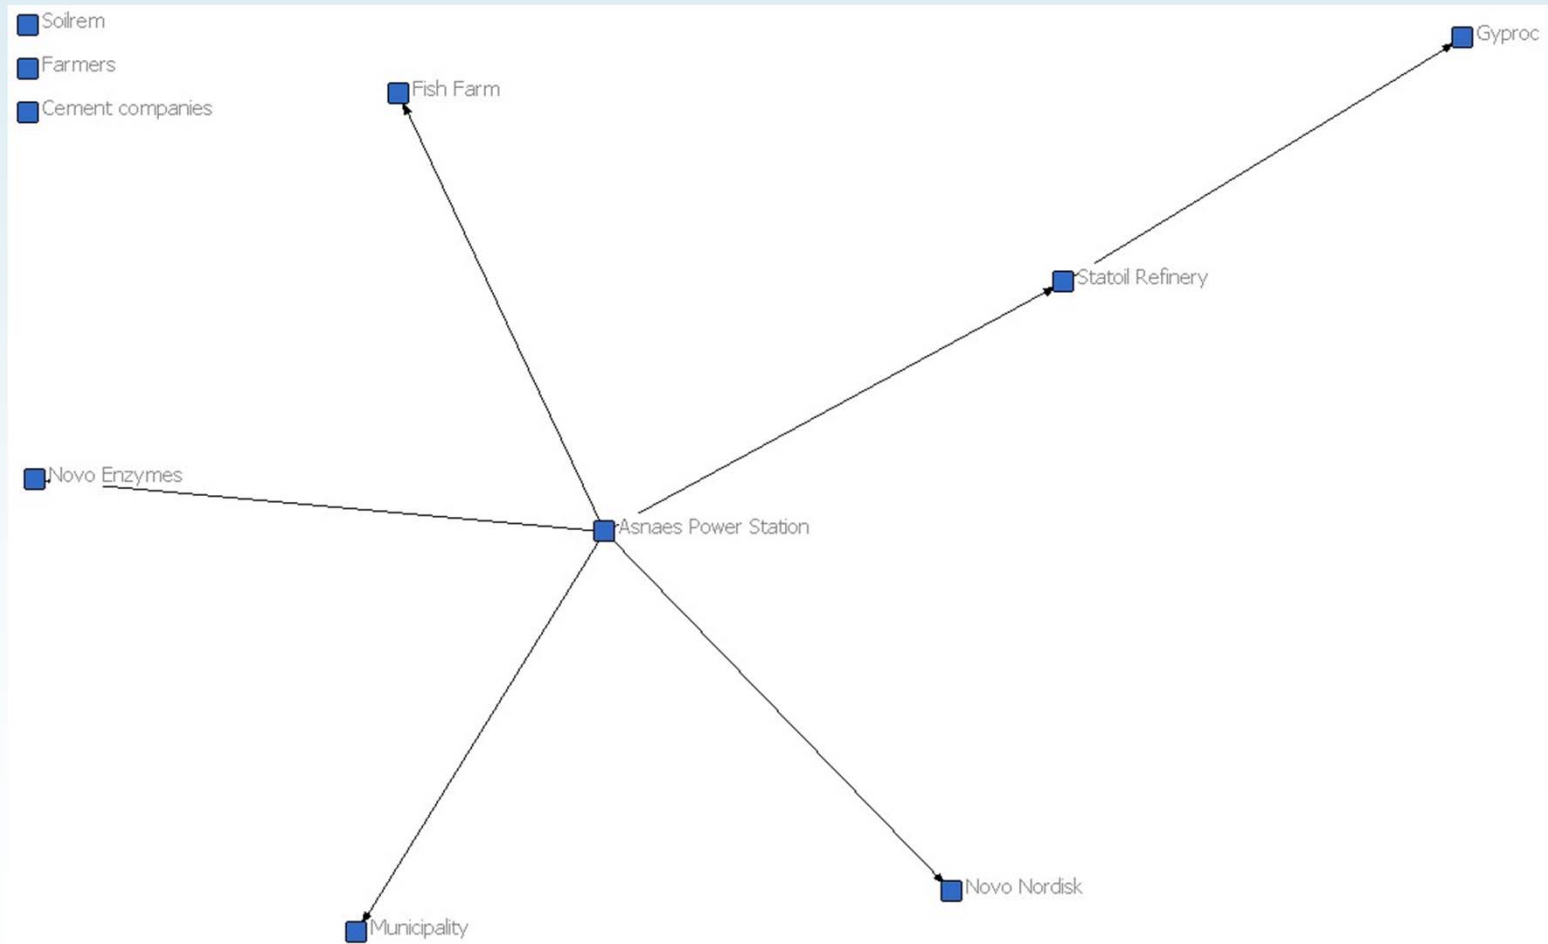 Soilrem
Gyproc
Farmers
Fish Farm
Cement companies
Statoil Refinery
Novo Enzymes
Asnaes Power Station
Novo Nordisk
Municipality